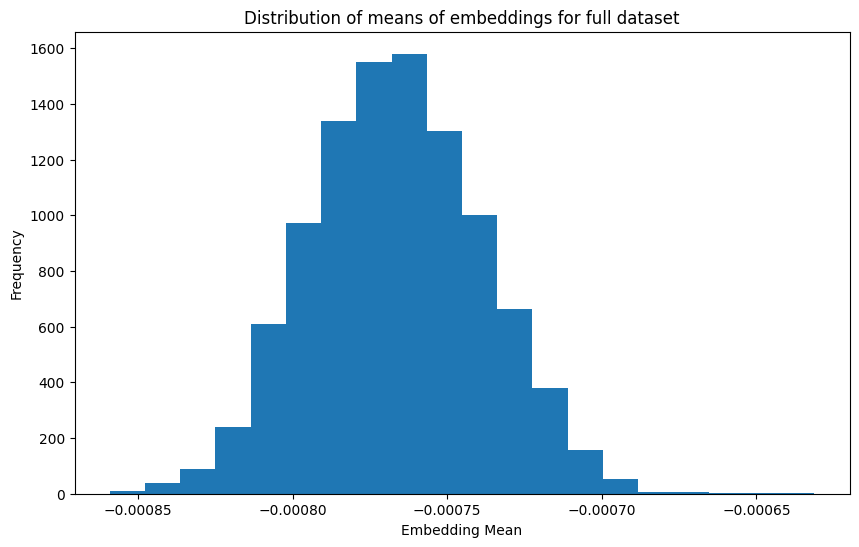 Distribution of means of embeddings for full dataset
1600
1400
1200
1000
800
600
400
200
0
Frequency
−0.00085 −0.00080 −0.00075 −0.00070 −0.00065
Embedding Mean